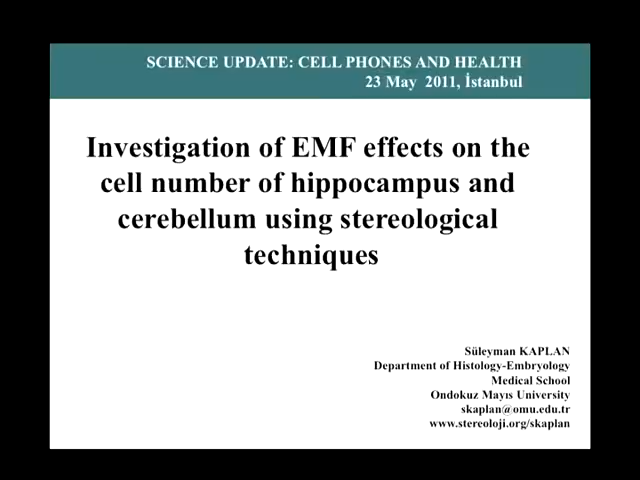 SCIENCE UPDATE: CELL PHONES AND HEALTH
23 May 2011, İstanbul
Investigation of EMF effects on the
cell number of hippocampus and
cerebellum using stereological
techniques
Süleyman KAPLAN
Department of Histology-Embryology
Medical School
Ondokuz Mayıs University
skaplan@omu.edu.tr
www.stereoloji.org/skaplan